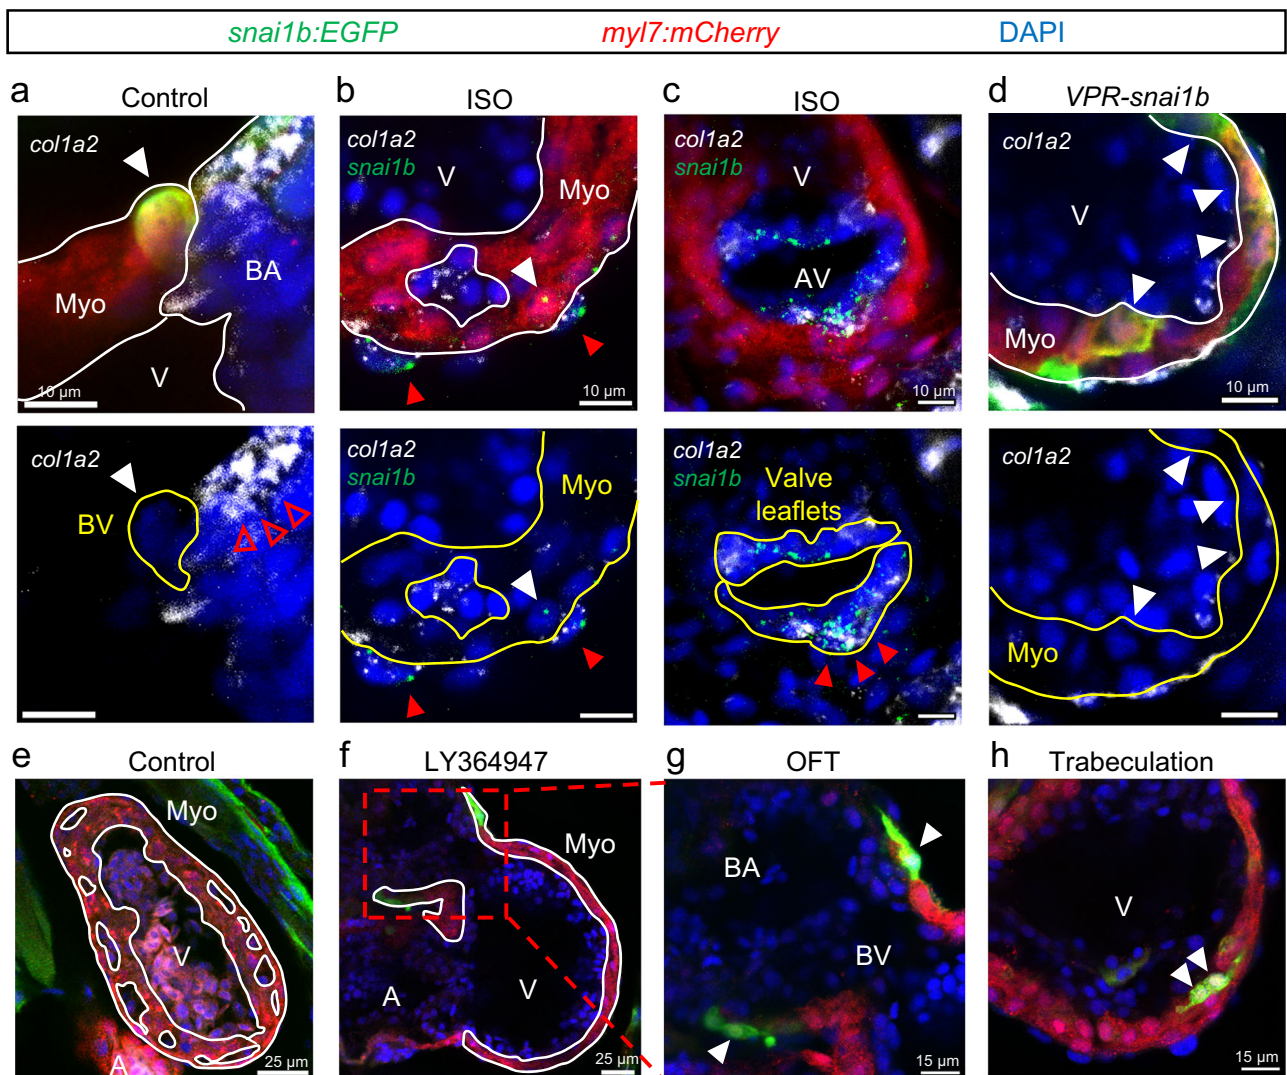 snai1b:EGFP myl7:mCherry DAPI
a Control
col1a2
Myo
BA
V
10 µm
col1a2
BV
b ISO
col1a2
snai1b
V
Myo
10 µm
col1a2
snai1b
Myo
c ISO
col1a2
snai1b
V
AV
10 µm
col1a2
snai1b
Valve
leaflets
d VPR-snai1b
col1a2
V
Myo
10 µm
col1a2
Myo
e Control
Myo
V
A
25 µm
f LY364947
Myo
A
V
25 µm
g OFT
BA
BV
15 µm
h Trabeculation
V
15 µm